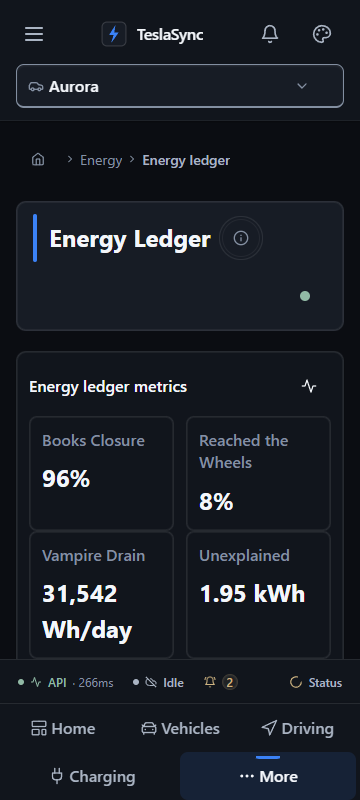 TeslaSync
Aurora
Energy
Energy ledger
Energy Ledger
Energy ledger metrics
Books Closure
96%
Reached the
Wheels
8%
Vampire Drain
31,542
Wh/day
Unexplained
1.95 kWh
API · 266ms
Idle
2
Status
Home
Vehicles
Driving
Charging
More